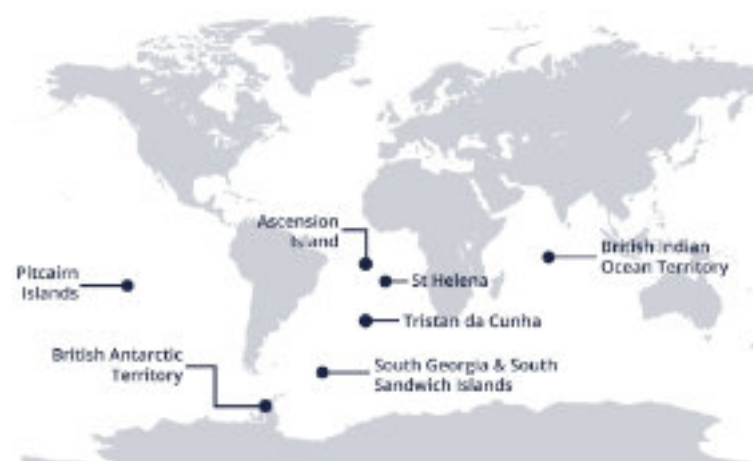 Ascension
Island
British Indian
Ocean Territory
Pitcairn
Islands
St Helena
Tristan da Cunha
British Antarctic
Territory
South Georgia & South
Sandwich Islands